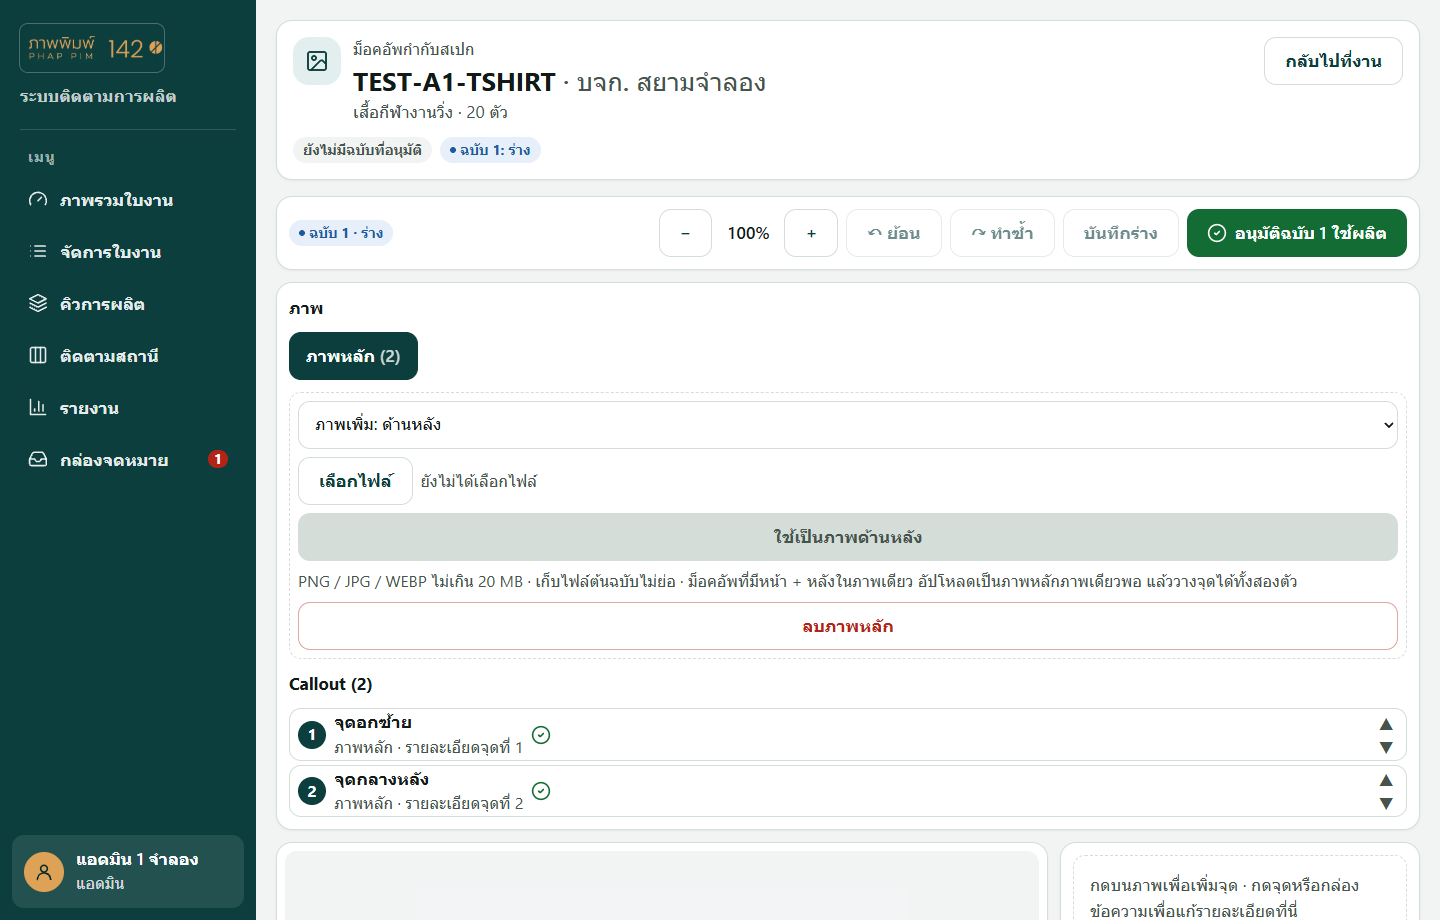 ภาพพิมพ์ 142
PHAP PIM
ระบบติดตามการผลิต
เมนู
ภาพรวมใบงาน
จัดการใบงาน
คิวการผลิต
ติดตามสถานี
รายงาน
กล่องจดหมาย 1
แอดมิน 1 จำลอง
แอดมิน
ม็อคอัพกำกับสเปก
TEST-A1-TSHIRT · บจก. สยามจำลอง
เสื้อกีฬางานวิ่ง · 20 ตัว
กลับไปที่งาน
ยังไม่มีฉบับที่อนุมัติ
ฉบับ 1: ร่าง
ฉบับ 1 · ร่าง
− 100% +
ย้อน
ทำซ้ำ
บันทึกร่าง
อนุมัติฉบับ 1 ใช้ผลิต
ภาพ
ภาพหลัก (2)
ภาพเพิ่ม: ด้านหลัง
เลือกไฟล์ ยังไม่ได้เลือกไฟล์
ใช้เป็นภาพด้านหลัง
PNG / JPG / WEBP ไม่เกิน 20 MB · เก็บไฟล์ต้นฉบับไม่ย่อ · ม็อคอัพที่มีหน้า + หลังในภาพเดียว อัปโหลดเป็นภาพหลักภาพเดียวพอ แล้ววางจุดได้ทั้งสองตัว
ลบภาพหลัก
Callout (2)
1 จุดอกซ้าย
ภาพหลัก · รายละเอียดจุดที่ 1
▲
▼
2 จุดกลางหลัง
ภาพหลัก · รายละเอียดจุดที่ 2
▲
▼
กดบนภาพเพื่อเพิ่มจุด · กดจุดหรือกล่อง
ข้อความเพื่อแก้รายละเอียดที่นี่